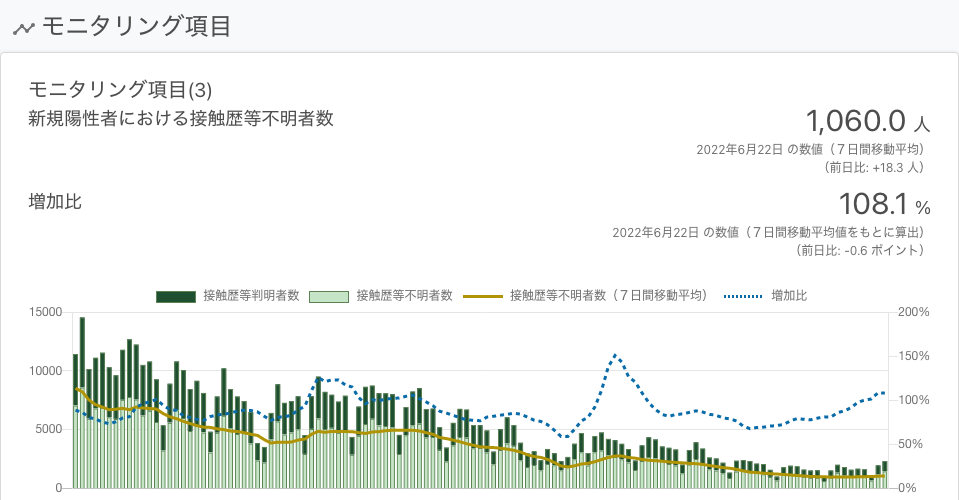 モニタリング項目
モニタリング項目(3)
新規陽性者における接触歴等不明者数
1,060.0 人
2022年6月22日 の数値（７日間移動平均）
（前日比: +18.3 人）
増加比
108.1 %
2022年6月22日 の数値（７日間移動平均値をもとに算出）
（前日比: -0.6 ポイント）
接触歴等判明者数 接触歴等不明者数 接触歴等不明者数（７日間移動平均） 増加比
15000 200%
150%
10000
100%
5000
50%
0 0%